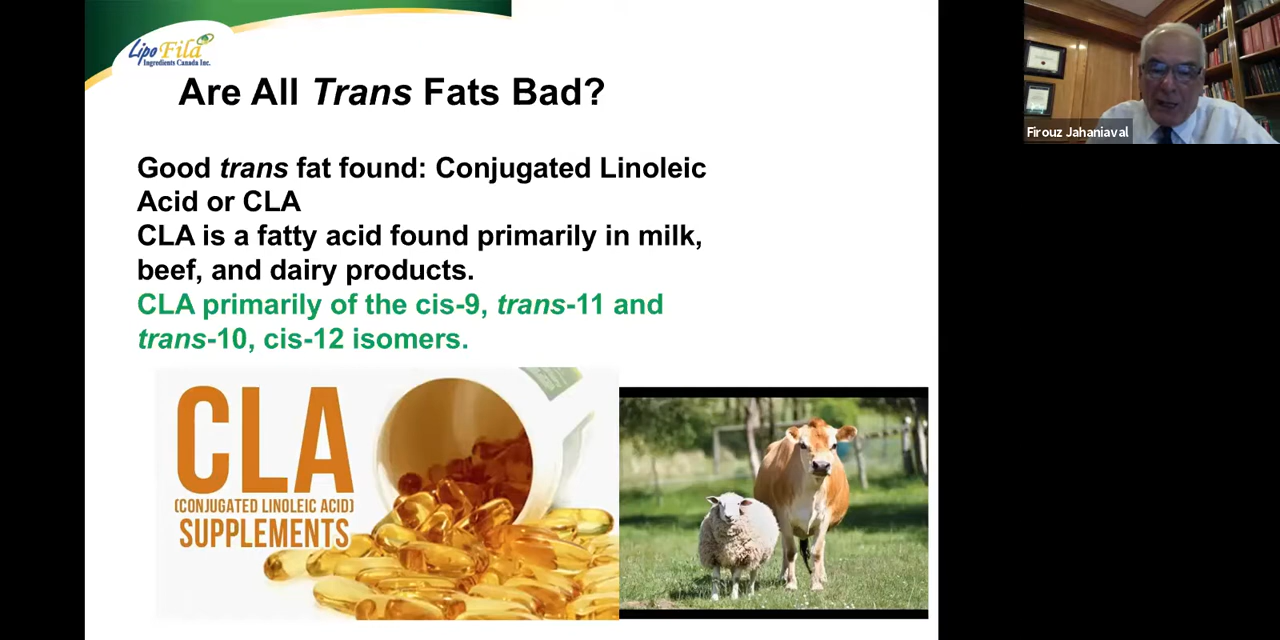 Lipo Fila
Ingredients Canada Inc.
Are All Trans Fats Bad?
Good trans fat found: Conjugated Linoleic
Acid or CLA
CLA is a fatty acid found primarily in milk,
beef, and dairy products.
CLA primarily of the cis-9, trans-11 and
trans-10, cis-12 isomers.
CLA
(CONJUGATED LINOLEIC ACID)
SUPPLEMENTS
Firouz Jahaniaval